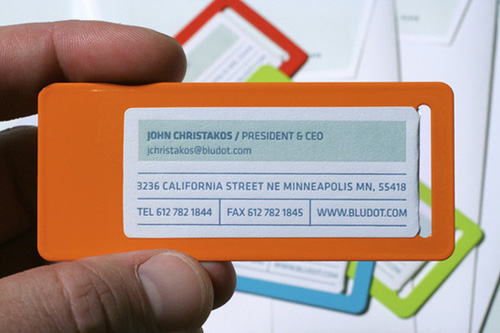 JOHN CHRISTAKOS / PRESIDENT & CEO
jchristakos@bludot.com
3236 CALIFORNIA STREET NE MINNEAPOLIS MN, 55418
TEL 612 782 1844 FAX 612 782 1845 WWW.BLUDOT.COM